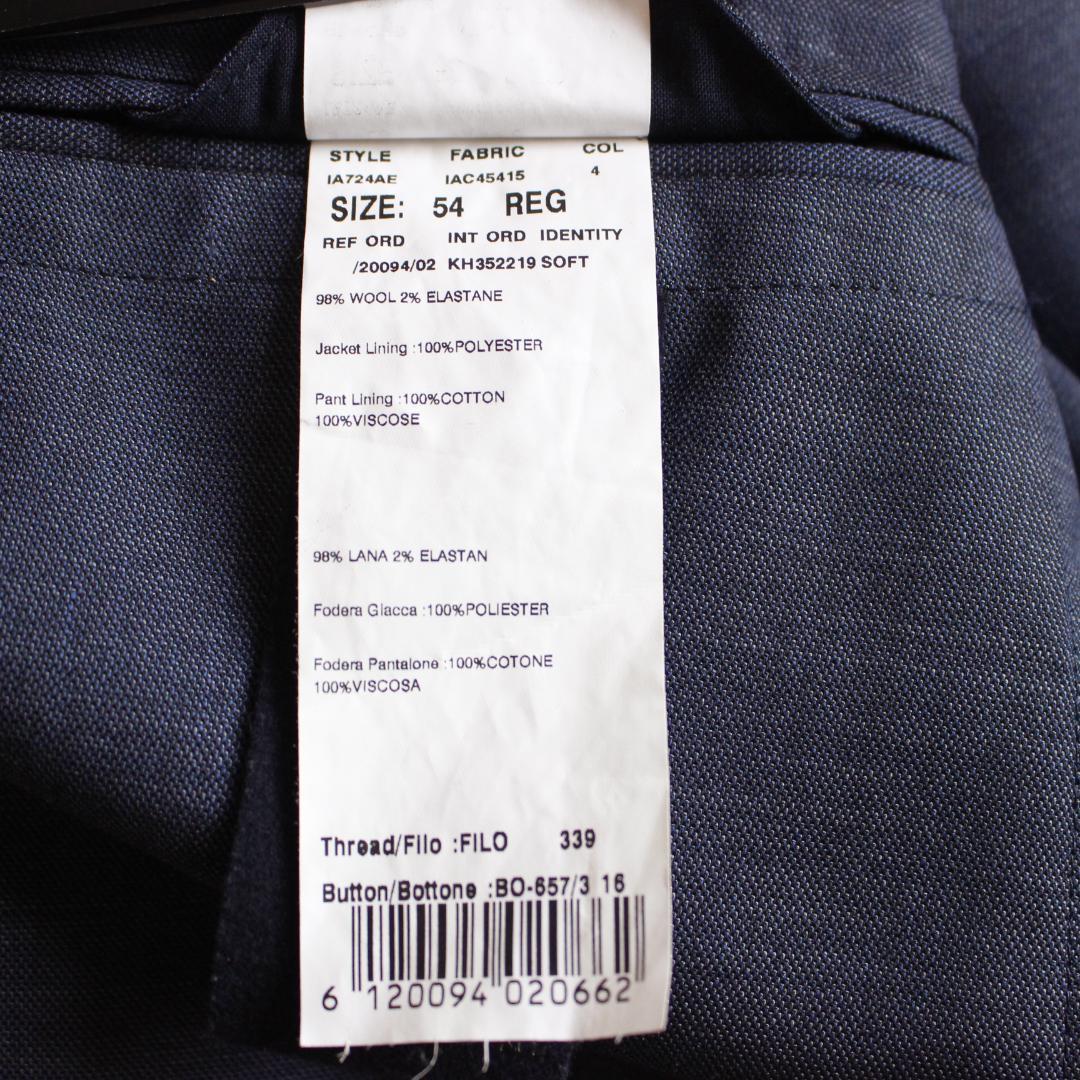 STYLE FABRIC COL
IA724AE IAC45415 4
SIZE: 54 REG
REF ORD INT ORD IDENTITY
/20094/02 KH352219 SOFT
98% WOOL 2% ELASTANE
Jacket Lining :100%POLYESTER
Pant Lining :100%COTTON
100%VISCOSE
98% LANA 2% ELASTAN
Fodera Giacca :100%POLIESTER
Fodera Pantalone :100%COTONE
100%VISCOSA
Thread/Filo :FILO 339
Button/Bottone :BO-657/3 16
6 120094 020662